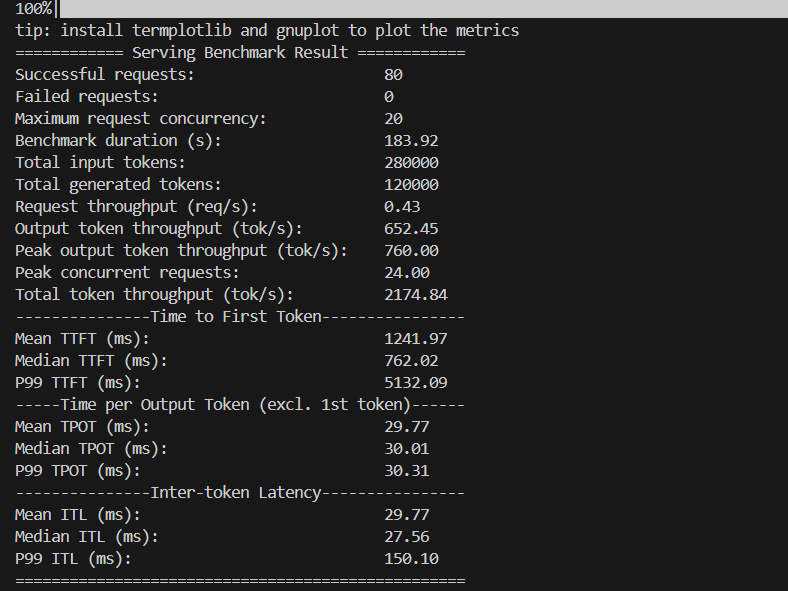 100%|
tip: install termplotlib and gnuplot to plot the metrics
============ Serving Benchmark Result ============
Successful requests:                     80
Failed requests:                         0
Maximum request concurrency:             20
Benchmark duration (s):                  183.92
Total input tokens:                      280000
Total generated tokens:                  120000
Request throughput (req/s):              0.43
Output token throughput (tok/s):         652.45
Peak output token throughput (tok/s):    760.00
Peak concurrent requests:                24.00
Total token throughput (tok/s):          2174.84
---------------Time to First Token----------------
Mean TTFT (ms):                          1241.97
Median TTFT (ms):                        762.02
P99 TTFT (ms):                           5132.09
-----Time per Output Token (excl. 1st token)------
Mean TPOT (ms):                          29.77
Median TPOT (ms):                        30.01
P99 TPOT (ms):                           30.31
---------------Inter-token Latency----------------
Mean ITL (ms):                           29.77
Median ITL (ms):                         27.56
P99 ITL (ms):                            150.10
==================================================